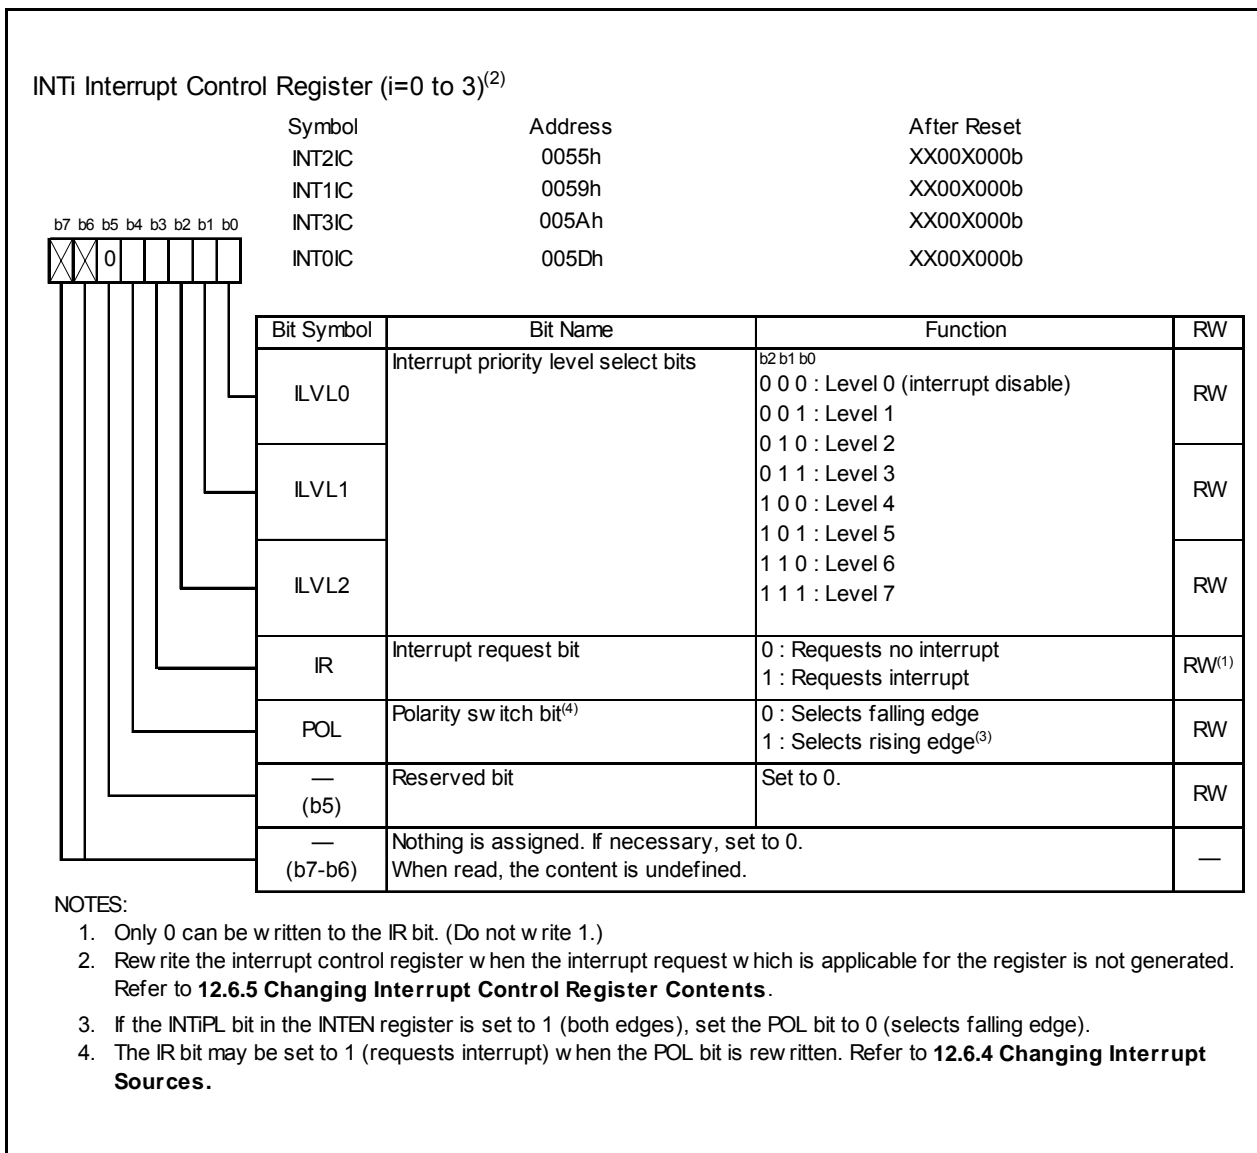 INTi Interrupt Control Register (i=0 to 3)(2)
Symbol Address After Reset
INT2IC 0055h XX00X000b
INT1IC 0059h XX00X000b
INT3IC 005Ah XX00X000b
INT0IC 005Dh XX00X000b
b7 b6 b5 b4 b3 b2 b1 b0
0
Bit Symbol Bit Name Function RW
ILVL0 Interrupt priority level select bits b2 b1 b0
0 0 0 : Level 0 (interrupt disable) RW
0 0 1 : Level 1
0 1 0 : Level 2
ILVL1 0 1 1 : Level 3 RW
1 0 0 : Level 4
1 0 1 : Level 5
ILVL2 1 1 0 : Level 6 RW
1 1 1 : Level 7
IR Interrupt request bit 0 : Requests no interrupt RW(1)
1 : Requests interrupt
POL Polarity switch bit(4) 0 : Selects falling edge RW
1 : Selects rising edge(3)
— Reserved bit Set to 0. RW
(b5)
— Nothing is assigned. If necessary, set to 0. —
(b7-b6) When read, the content is undefined.
NOTES:
1. Only 0 can be written to the IR bit. (Do not write 1.)
2. Rewrite the interrupt control register when the interrupt request which is applicable for the register is not generated.
Refer to 12.6.5 Changing Interrupt Control Register Contents.
3. If the INTiPL bit in the INTEN register is set to 1 (both edges), set the POL bit to 0 (selects falling edge).
4. The IR bit may be set to 1 (requests interrupt) when the POL bit is rewritten. Refer to 12.6.4 Changing Interrupt
Sources.